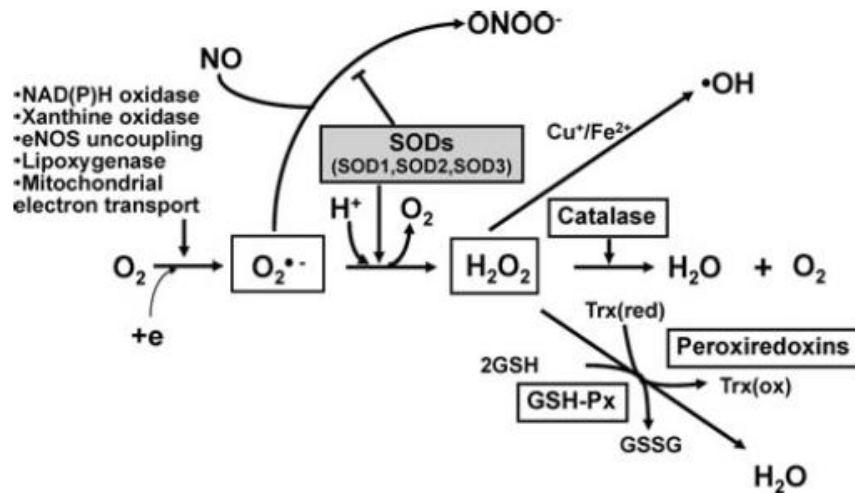 ONOO⁻
NO
•NAD(P)H oxidase
•Xanthine oxidase
•eNOS uncoupling
•Lipoxygenase
•Mitochondrial
electron transport
SODs
(SOD1,SOD2,SOD3)
Cu⁺/Fe²⁺
•OH
H⁺
O₂
Catalase
O₂
O₂•⁻
H₂O₂
H₂O + O₂
+e
Trx(red)
Peroxiredoxins
2GSH
Trx(ox)
GSH-Px
GSSG
H₂O